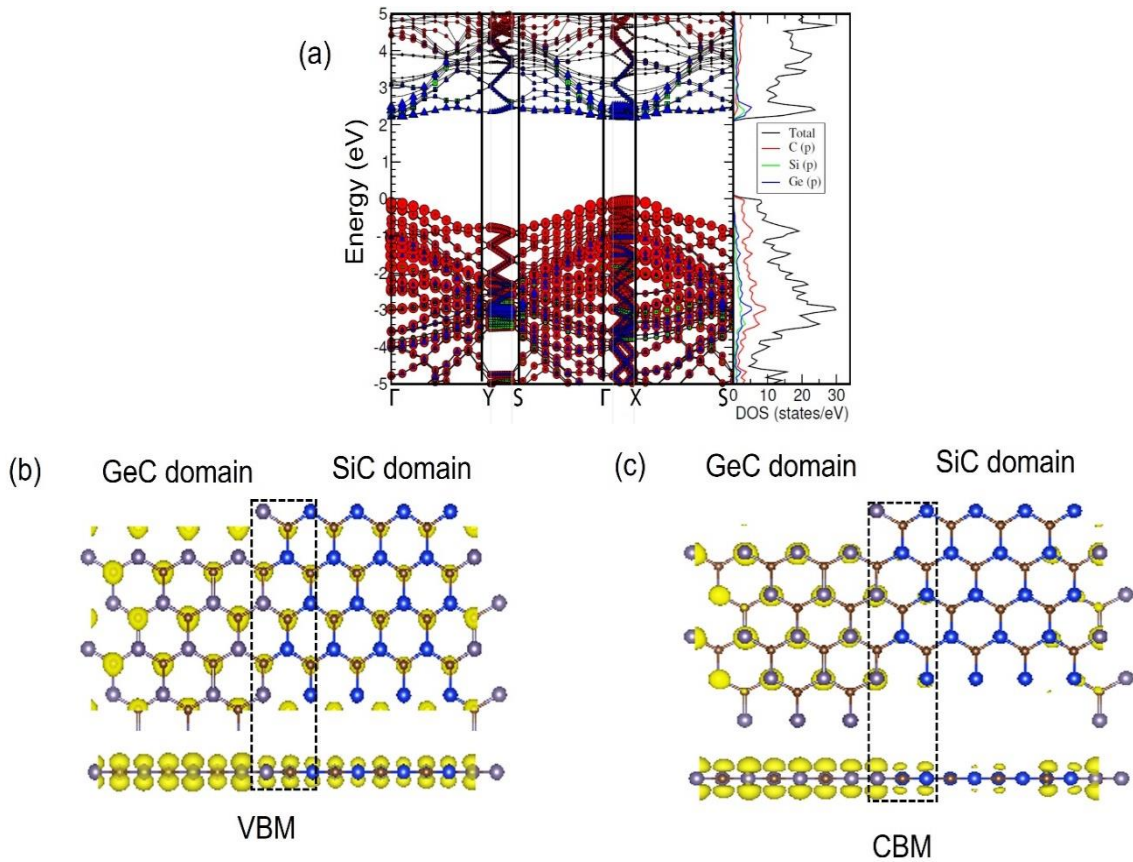 (a)
Energy (eV)
5
4
3
2
1
0
-1
-2
-3
-4
-5
Γ Y S Γ X S
Total
C (p)
Si (p)
Ge (p)
0 10 20 30
DOS (states/eV)
(b)
GeC domain SiC domain
VBM
(c)
GeC domain SiC domain
CBM